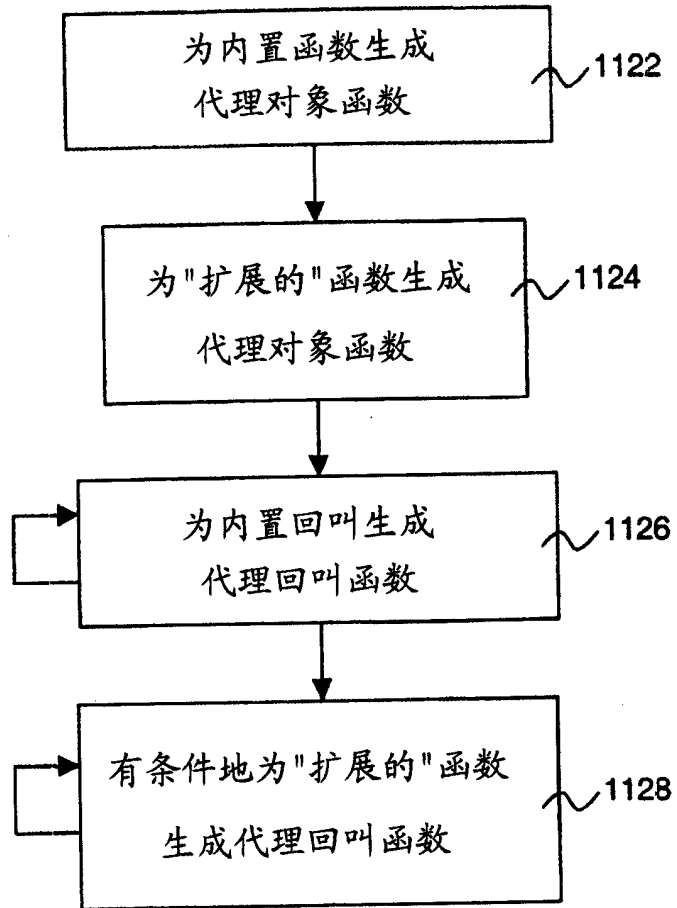 为内置函数生成
代理对象函数
1122
为"扩展的"函数生成
代理对象函数
1124
为内置回叫生成
代理回叫函数
1126
有条件地为"扩展的"函数
生成代理回叫函数
1128